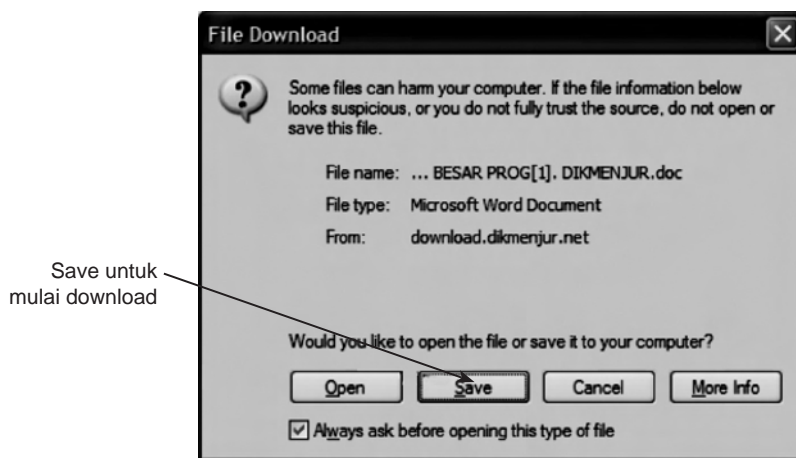 File Download
Some files can harm your computer. If the file information below
looks suspicious, or you do not fully trust the source, do not open or
save this file.
File name: ... BESAR PROG[1]. DIKMENJUR.doc
File type: Microsoft Word Document
From: download.dikmenjur.net
Save untuk
mulai download
Would you like to open the file or save it to your computer?
Open Save Cancel More Info
Always ask before opening this type of file